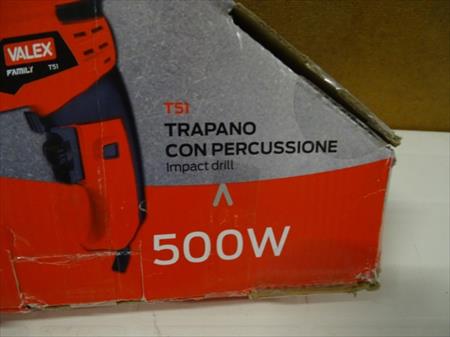 VALEX
FAMILY T51
T51
TRAPANO
CON PERCUSSIONE
Impact drill
500W